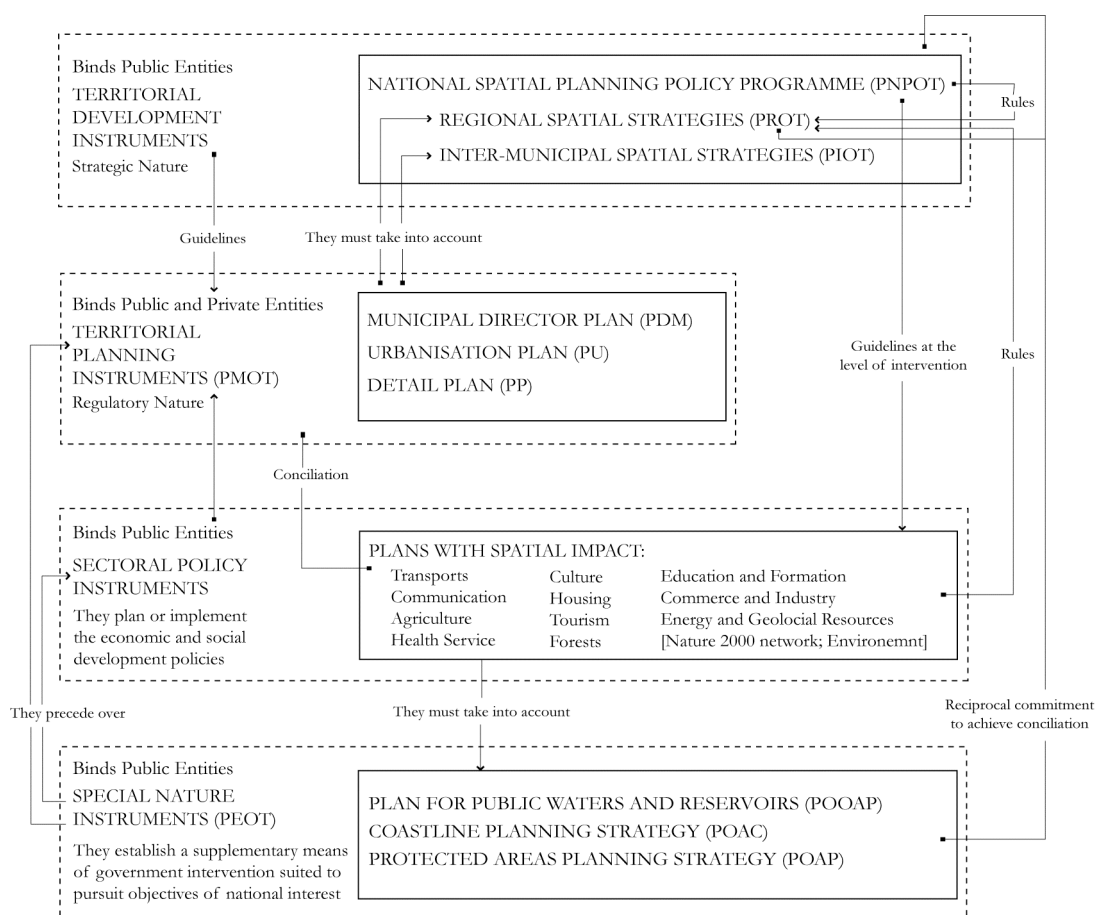 Binds Public Entities
TERRITORIAL
DEVELOPMENT
INSTRUMENTS
Strategic Nature
NATIONAL SPATIAL PLANNING POLICY PROGRAMME (PNPOT)
REGIONAL SPATIAL STRATEGIES (PROT)
INTER-MUNICIPAL SPATIAL STRATEGIES (PIOT)
Rules
Guidelines
They must take into account
Binds Public and Private Entities
TERRITORIAL
PLANNING
INSTRUMENTS (PMOT)
Regulatory Nature
MUNICIPAL DIRECTOR PLAN (PDM)
URBANISATION PLAN (PU)
DETAIL PLAN (PP)
Guidelines at the
level of intervention
Rules
Conciliation
Binds Public Entities
SECTORAL POLICY
INSTRUMENTS
They plan or implement
the economic and social
development policies
PLANS WITH SPATIAL IMPACT:
Transports
Communication
Agriculture
Health Service
Culture
Housing
Tourism
Forests
Education and Formation
Commerce and Industry
Energy and Geolocial Resources
[Nature 2000 network; Environemnt]
They precede over
They must take into account
Reciprocal commitment
to achieve conciliation
Binds Public Entities
SPECIAL NATURE
INSTRUMENTS (PEOT)
They establish a supplementary means
of government intervention suited to
pursuit objectives of national interest
PLAN FOR PUBLIC WATERS AND RESERVOIRS (POOAP)
COASTLINE PLANNING STRATEGY (POAC)
PROTECTED AREAS PLANNING STRATEGY (POAP)